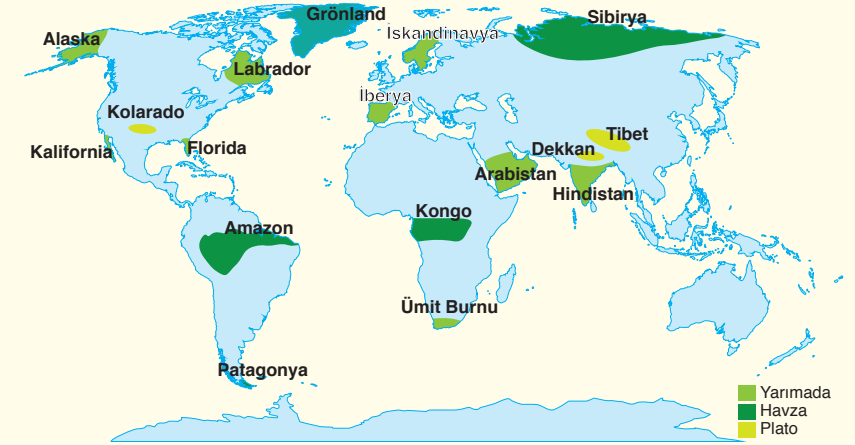 Grönland
Sibirya
Alaska
İskandinavya
Labrador
İberya
Kolarado
Tibet
Kalifornia
Florida
Dekkan
Arabistan
Hindistan
Kongo
Amazon
Ümit Burnu
Patagonya
Yarımada
Havza
Plato